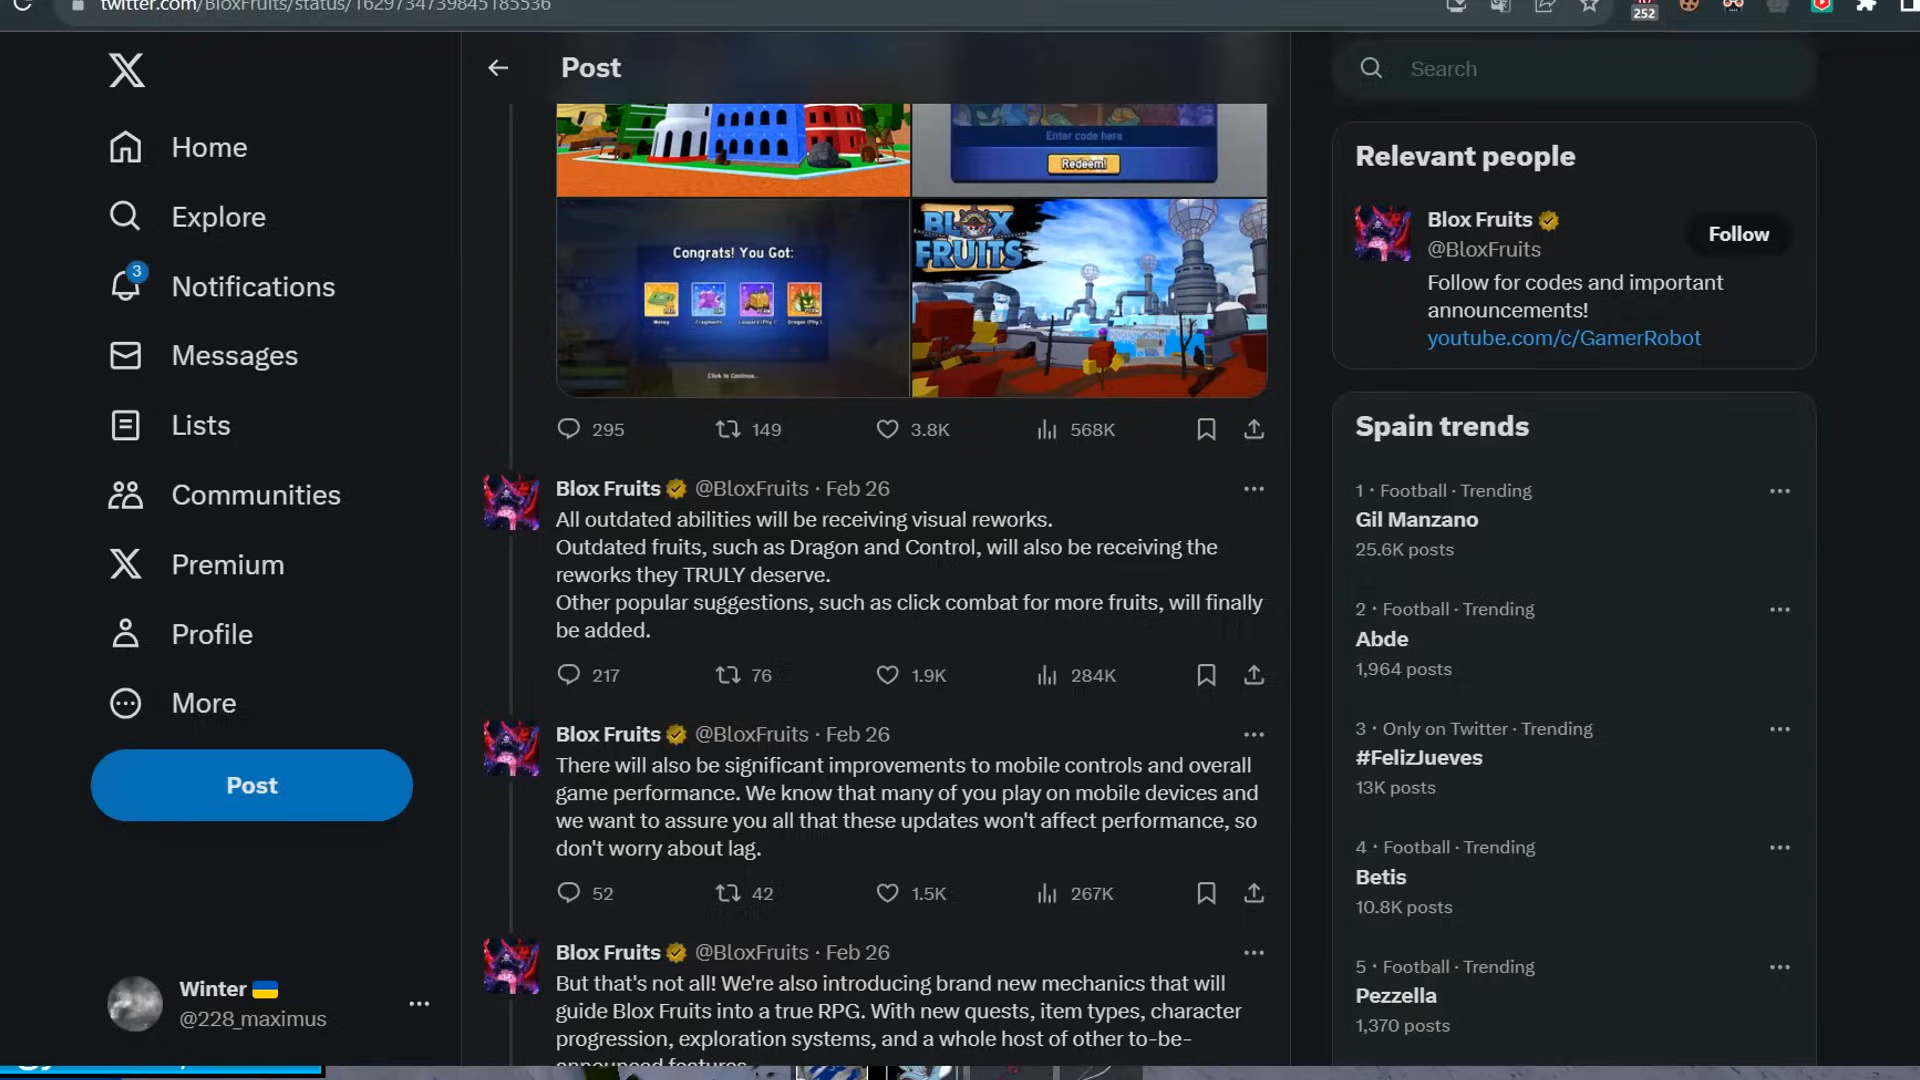 twitter.com/BloxFruits/status/1629734739845185536
252
Post
Search
Home
Explore
3
Notifications
Messages
Lists
Communities
Premium
Profile
More
Post
Winter
@228_maximus
Enter code here
Redeem!
Congrats! You Got:
Money
Fragments
Click to Continue...
BLOX
FRUITS
295
149
3.8K
568K
Blox Fruits @BloxFruits · Feb 26
All outdated abilities will be receiving visual reworks.
Outdated fruits, such as Dragon and Control, will also be receiving the
reworks they TRULY deserve.
Other popular suggestions, such as click combat for more fruits, will finally
be added.
217
76
1.9K
284K
Blox Fruits @BloxFruits · Feb 26
There will also be significant improvements to mobile controls and overall
game performance. We know that many of you play on mobile devices and
we want to assure you all that these updates won't affect performance, so
don't worry about lag.
52
42
1.5K
267K
Blox Fruits @BloxFruits · Feb 26
But that's not all! We're also introducing brand new mechanics that will
guide Blox Fruits into a true RPG. With new quests, item types, character
progression, exploration systems, and a whole host of other to-be-
announced features.
Relevant people
Blox Fruits
@BloxFruits
Follow
Follow for codes and important
announcements!
youtube.com/c/GamerRobot
Spain trends
1 · Football · Trending
Gil Manzano
25.6K posts
2 · Football · Trending
Abde
1,964 posts
3 · Only on Twitter · Trending
#FelizJueves
13K posts
4 · Football · Trending
Betis
10.8K posts
5 · Football · Trending
Pezzella
1,370 posts